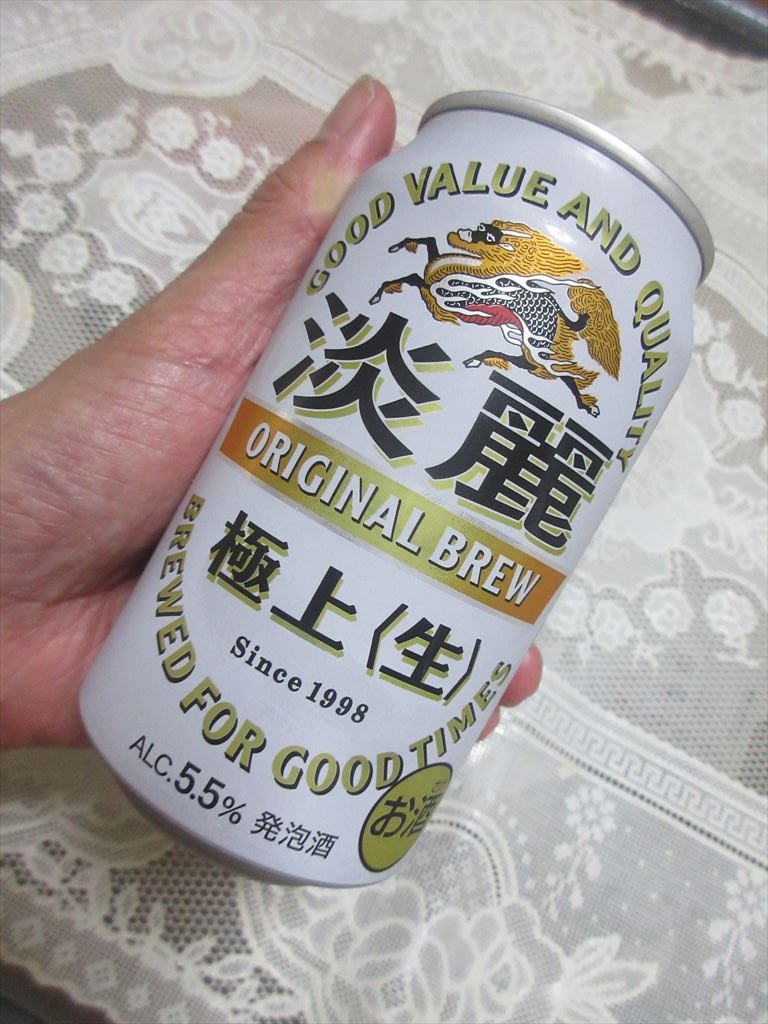 GOOD VALUE AND QUALITY
淡麗
ORIGINAL BREW
極上〈生〉
Since 1998
BREWED FOR GOOD TIMES
ALC.5.5% 発泡酒
お酒